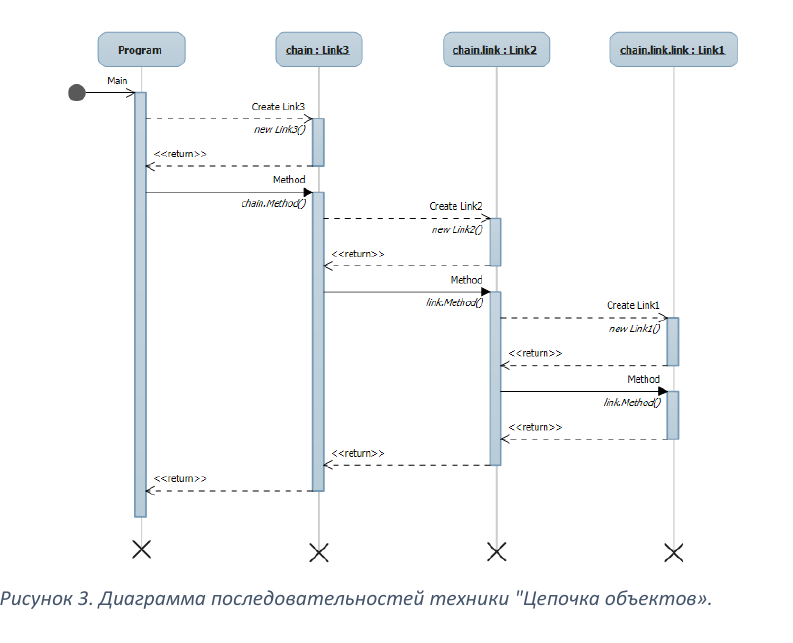 Program
chain : Link3
chain.link : Link2
chain.link.link : Link1
Main
Create Link3
new Link3()
<<return>>
Method
chain.Method()
Create Link2
new Link2()
<<return>>
Method
link.Method()
Create Link1
new Link1()
<<return>>
Method
link.Method()
<<return>>
<<return>>
<<return>>
Рисунок 3. Диаграмма последовательностей техники "Цепочка объектов».